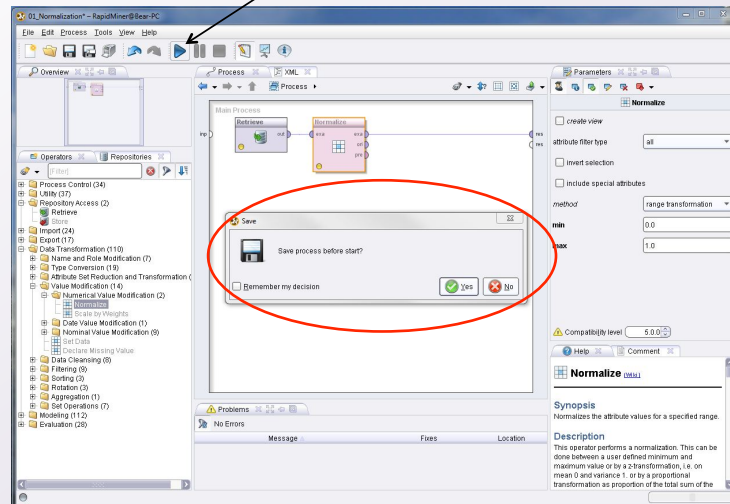 01_Normalization* – RapidMiner@Bear-PC
File Edit Process Tools View Help
Overview
Process
XML
Parameters
Process
Normalize
Main Process
Retrieve
Normalize
inp
out
exa
exa
ori
pre
res
res
create view
attribute filter type all
invert selection
include special attributes
method range transformation
min 0.0
max 1.0
Compatibility level 5.0.0
Operators
Repositories
[Filter]
Process Control (34)
Utility (37)
Repository Access (2)
Retrieve
Store
Import (24)
Export (17)
Data Transformation (110)
Name and Role Modification (7)
Type Conversion (19)
Attribute Set Reduction and Transformation (
Value Modification (14)
Numerical Value Modification (2)
Normalize
Scale by Weights
Date Value Modification (1)
Nominal Value Modification (9)
Set Data
Declare Missing Value
Data Cleansing (8)
Filtering (9)
Sorting (3)
Rotation (3)
Aggregation (1)
Set Operations (7)
Modeling (112)
Evaluation (28)
Save
Save process before start?
Remember my decision
Yes
No
Problems
No Errors
Message
Fixes
Location
Help
Comment
Normalize [Wiki]
Synopsis
Normalizes the attribute values for a specified range.
Description
This operator performs a normalization. This can be
done between a user defined minimum and
maximum value or by a z-transformation, i.e. on
mean 0 and variance 1. or by a proportional
transformation as proportion of the total sum of the